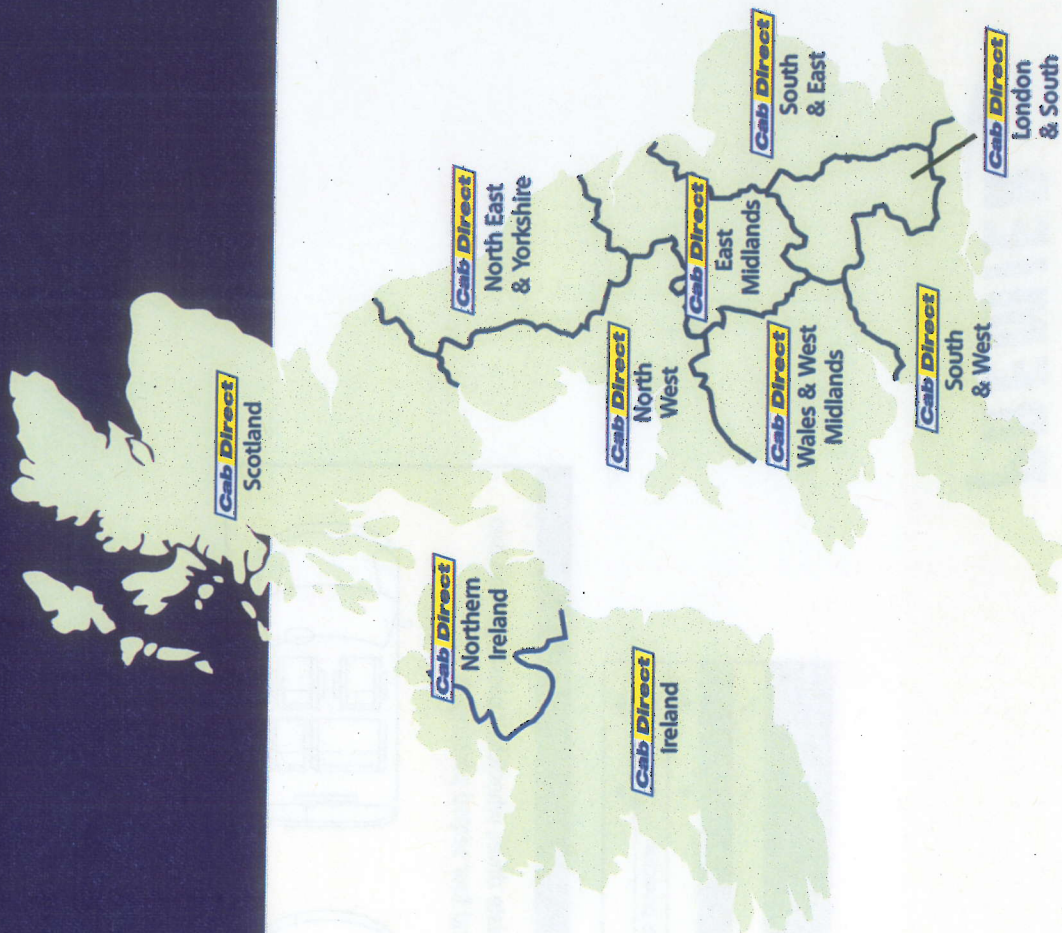 Cab Direct
Scotland
Cab Direct
Northern
Ireland
Cab Direct
Ireland
Cab Direct
North East
& Yorkshire
Cab Direct
North
West
Cab Direct
East
Midlands
Cab Direct
Wales & West
Midlands
Cab Direct
South
& East
Cab Direct
South
& West
Cab Direct
London
& South